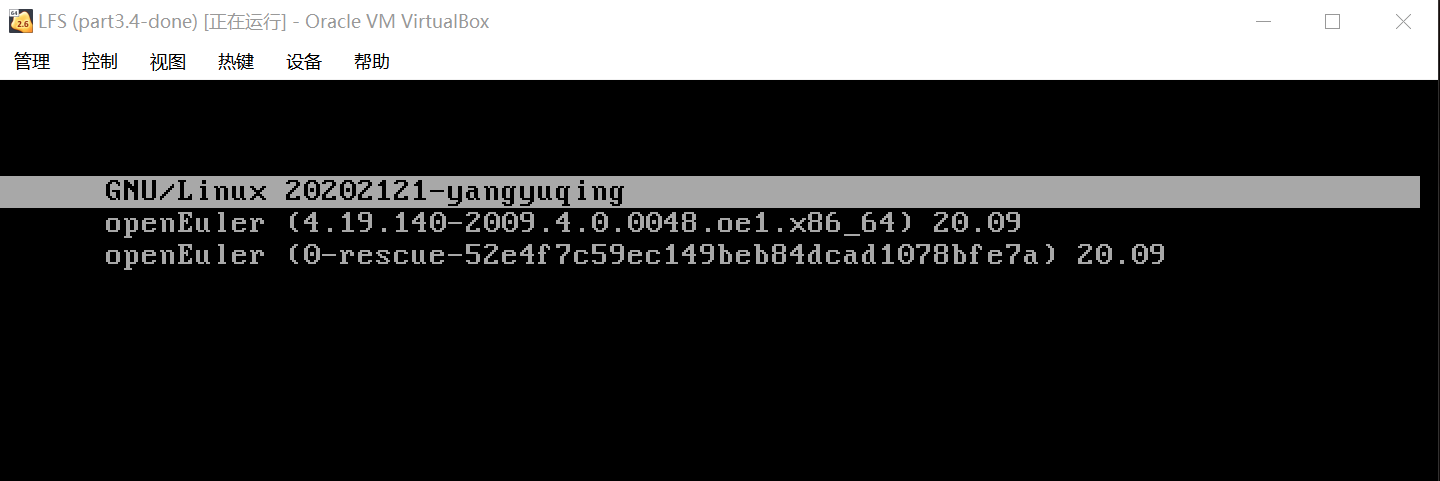 LFS (part3.4-done) [正在运行] - Oracle VM VirtualBox
管理 控制 视图 热键 设备 帮助
GNU/Linux 20202121-yangyuqing
openEuler (4.19.140-2009.4.0.0048.oe1.x86_64) 20.09
openEuler (0-rescue-52e4f7c59ec149beb84dcad1078bfe7a) 20.09